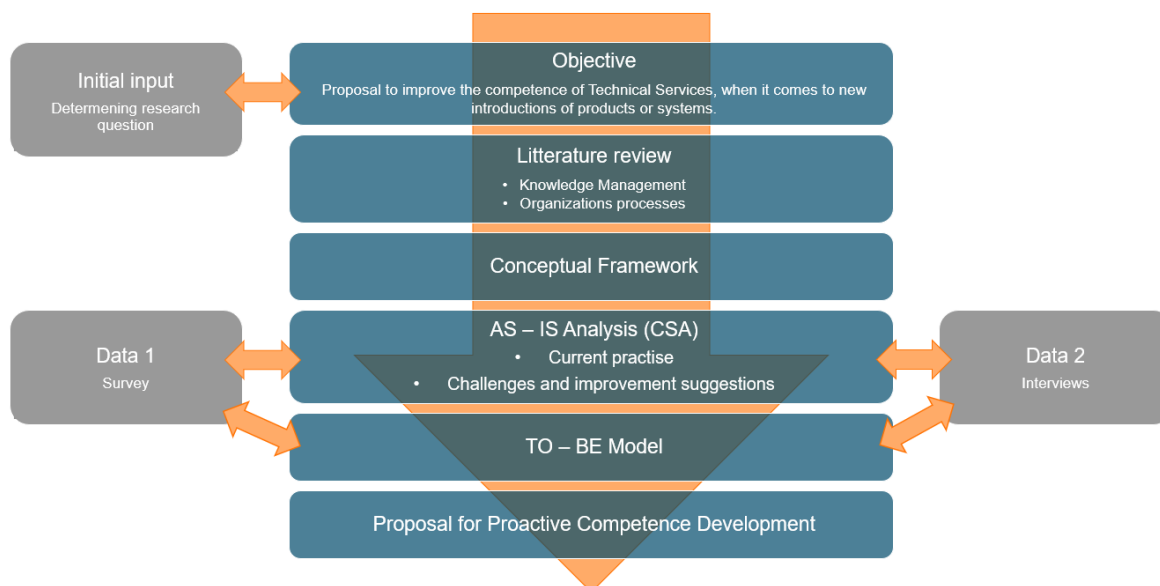 Initial input
Determening research
question
Objective
Proposal to improve the competence of Technical Services, when it comes to new
introductions of products or systems.
Litterature review
• Knowledge Management
• Organizations processes
Conceptual Framework
Data 1
Survey
AS – IS Analysis (CSA)
• Current practise
• Challenges and improvement suggestions
Data 2
Interviews
TO – BE Model
Proposal for Proactive Competence Development